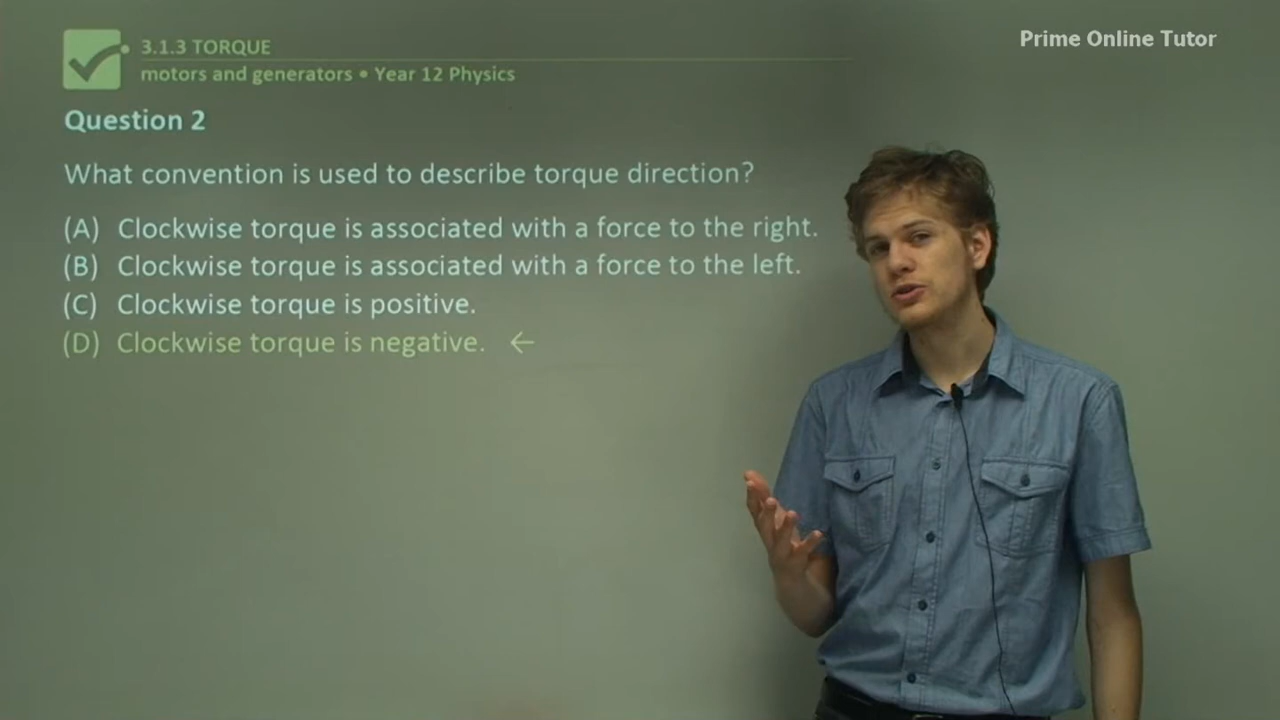 3.1.3 TORQUE
motors and generators • Year 12 Physics
Prime Online Tutor
Question 2
What convention is used to describe torque direction?
(A) Clockwise torque is associated with a force to the right.
(B) Clockwise torque is associated with a force to the left.
(C) Clockwise torque is positive.
(D) Clockwise torque is negative. ←